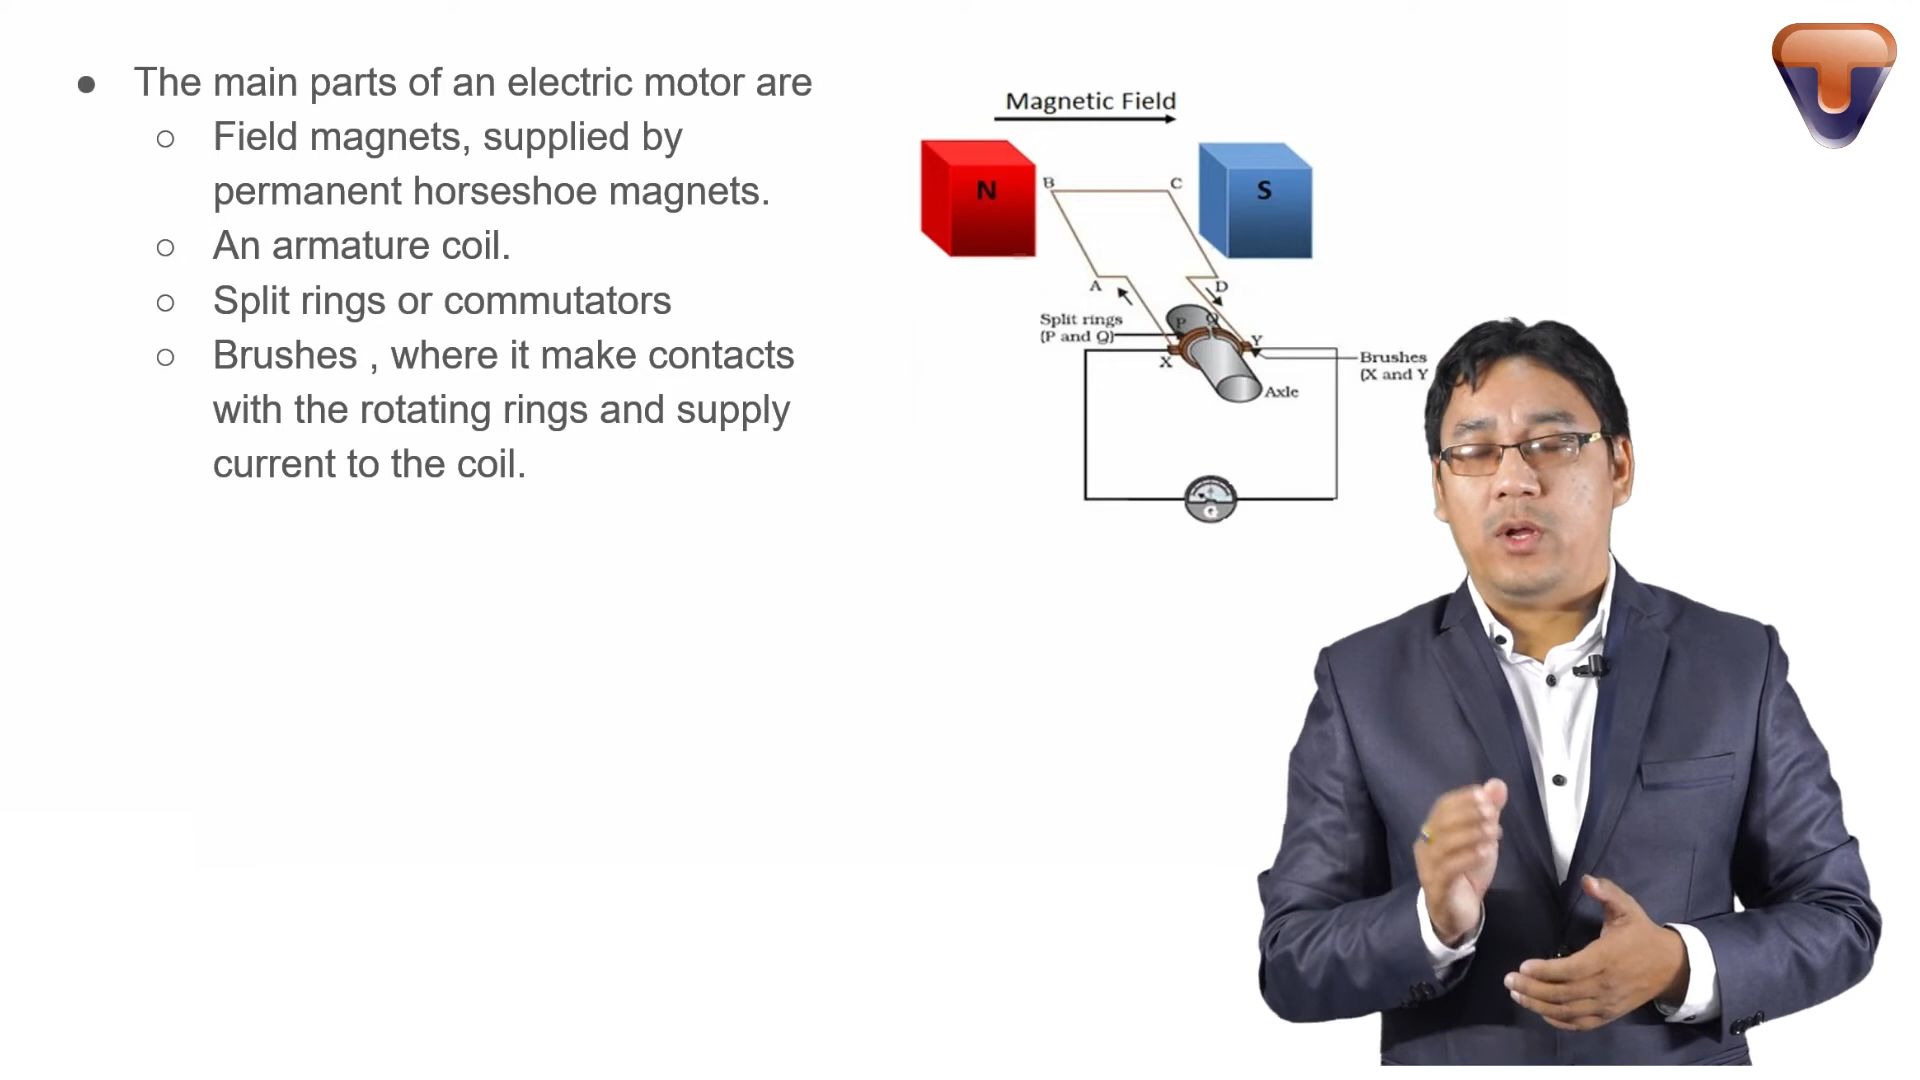 ● The main parts of an electric motor are
○ Field magnets, supplied by
permanent horseshoe magnets.
○ An armature coil.
○ Split rings or commutators
○ Brushes , where it make contacts
with the rotating rings and supply
current to the coil.
Magnetic Field
N
S
B
C
A
D
Split rings
(P and Q)
P
Q
X
Y
Brushes
(X and Y
Axle
G